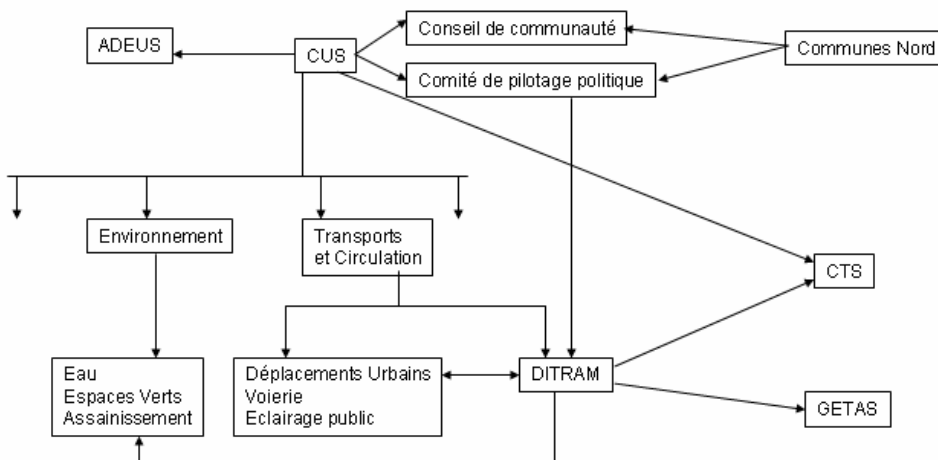 ADEUS
CUS
Conseil de communauté
Comité de pilotage politique
Communes Nord
Environnement
Transports
et Circulation
CTS
Eau
Espaces Verts
Assainissement
Déplacements Urbains
Voierie
Eclairage public
DITRAM
GETAS